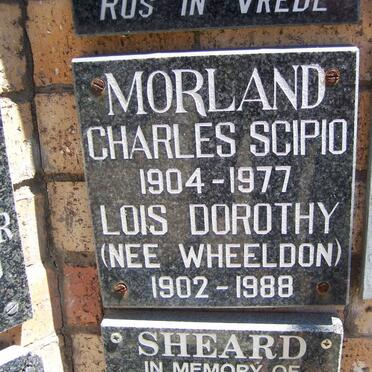 RUS IN VREDE
MORLAND
CHARLES SCIPIO
1904-1977
LOIS DOROTHY
(NEE WHEELDON)
1902-1988
SHEARD
IN MEMORY OF